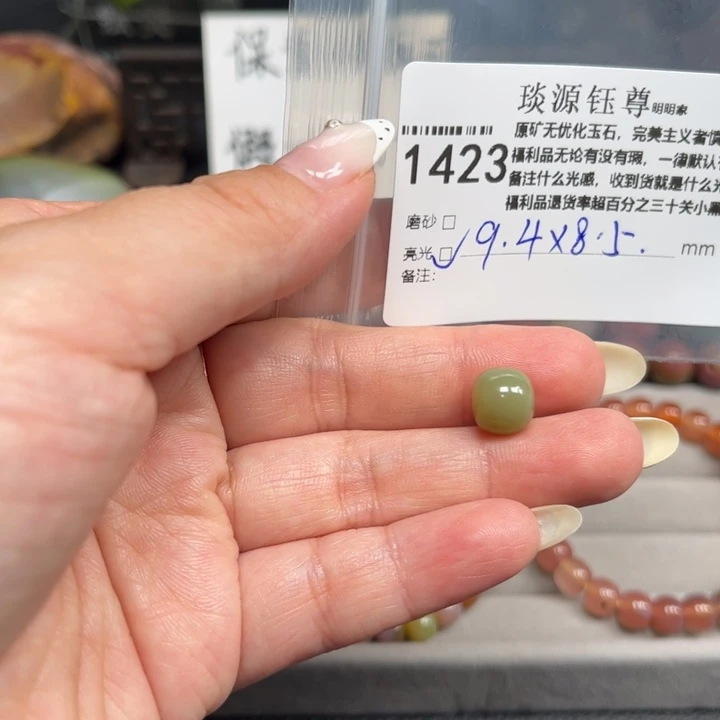 保
琰源钰尊明明家
原矿无优化玉石，完美主义者慎
1423
福利品无论有没有瑕，一律默认
备注什么光感，收到货就是什么
福利品退货率超百分之三十关小黑
磨砂 □
亮光 □ ✓ 9.4x8.5. mm
备注：